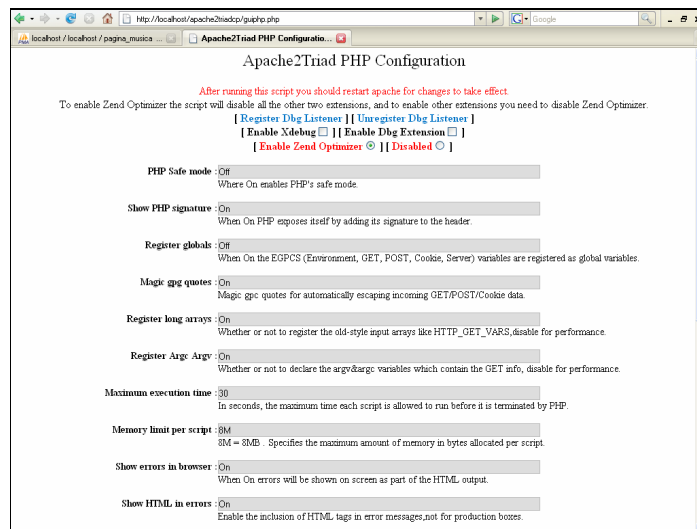 http://localhost/apache2triadcp/guiphp.php
Google
localhost / localhost / pagina_musica ...
Apache2Triad PHP Configuratio...
Apache2Triad PHP Configuration
After running this script you should restart apache for changes to take effect.
To enable Zend Optimizer the script will disable all the other two extensions, and to enable other extensions you need to disable Zend Optimizer.
[ Register Dbg Listener ] [ Unregister Dbg Listener ]
[ Enable Xdebug ] [ Enable Dbg Extension ]
[ Enable Zend Optimizer ] [ Disabled ]
PHP Safe mode : Off
Where On enables PHP's safe mode.
Show PHP signature : On
When On PHP exposes itself by adding its signature to the header.
Register globals : Off
When On the EGPCS (Environment, GET, POST, Cookie, Server) variables are registered as global variables.
Magic gpg quotes : On
Magic gpc quotes for automatically escaping incoming GET/POST/Cookie data.
Register long arrays : On
Whether or not to register the old-style input arrays like HTTP_GET_VARS,disable for performance.
Register Argc Argv : On
Whether or not to declare the argv&argc variables which contain the GET info, disable for performance.
Maximum execution time : 30
In seconds, the maximum time each script is allowed to run before it is terminated by PHP.
Memory limit per script : 8M
8M = 8MB . Specifies the maximum amount of memory in bytes allocated per script.
Show errors in browser : On
When On errors will be shown on screen as part of the HTML output.
Show HTML in errors : On
Enable the inclusion of HTML tags in error messages,not for production boxes.